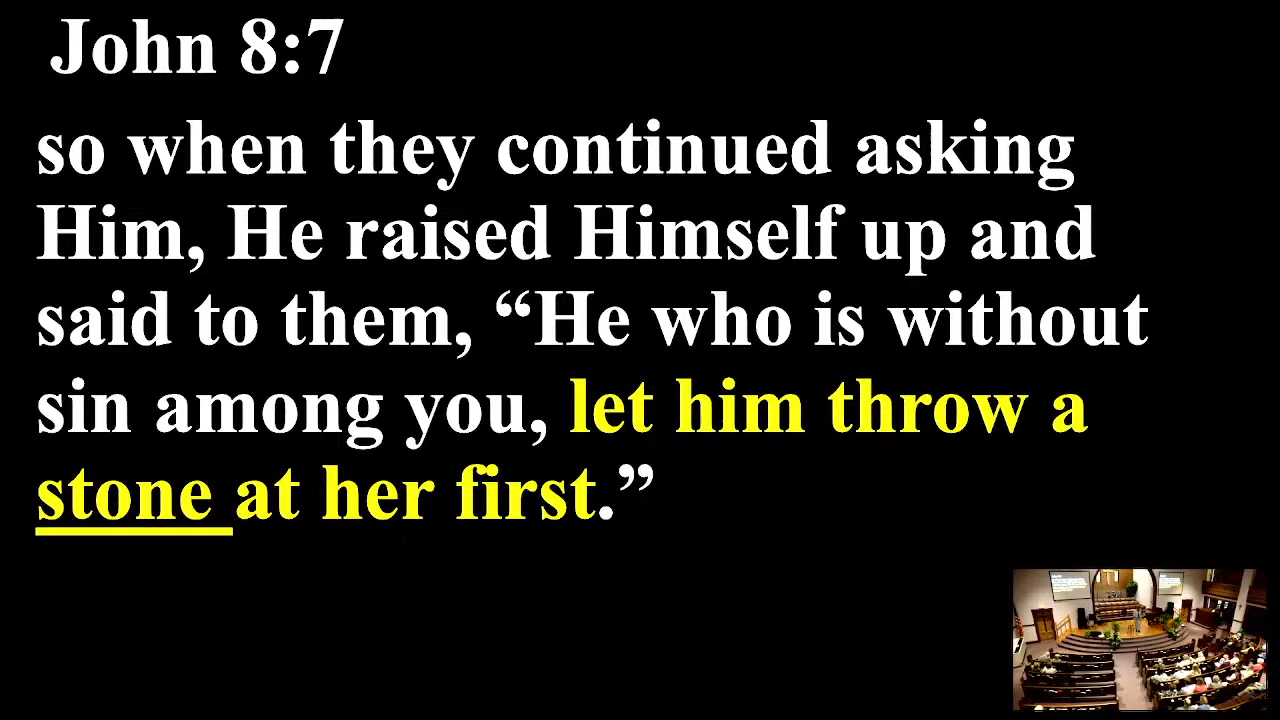 John 8:7
so when they continued asking
Him, He raised Himself up and
said to them, “He who is without
sin among you, let him throw a
stone at her first.”